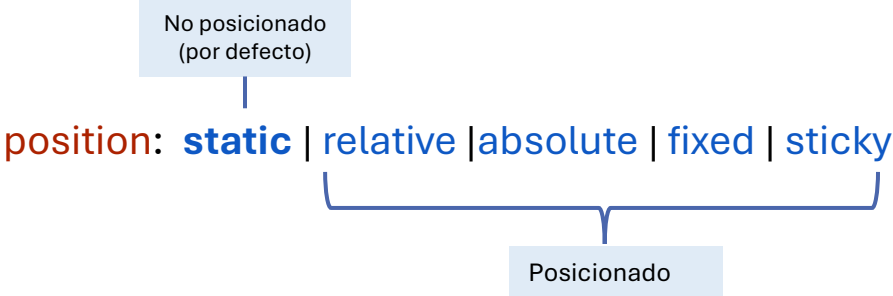 No posicionado
(por defecto)
position: static | relative |absolute | fixed | sticky
Posicionado